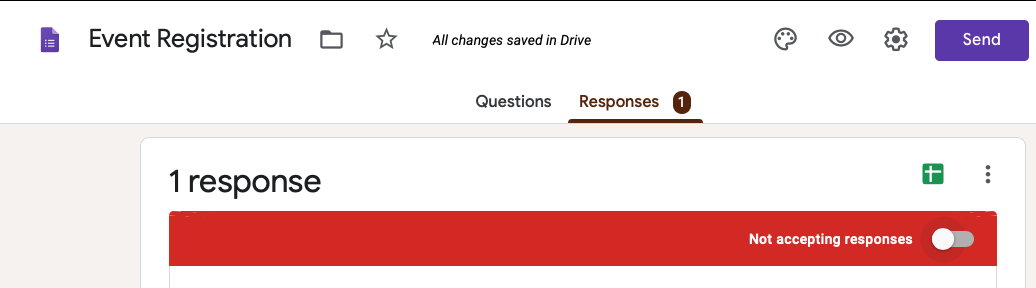 Event Registration
All changes saved in Drive
Send
Questions
Responses
1
1 response
Not accepting responses